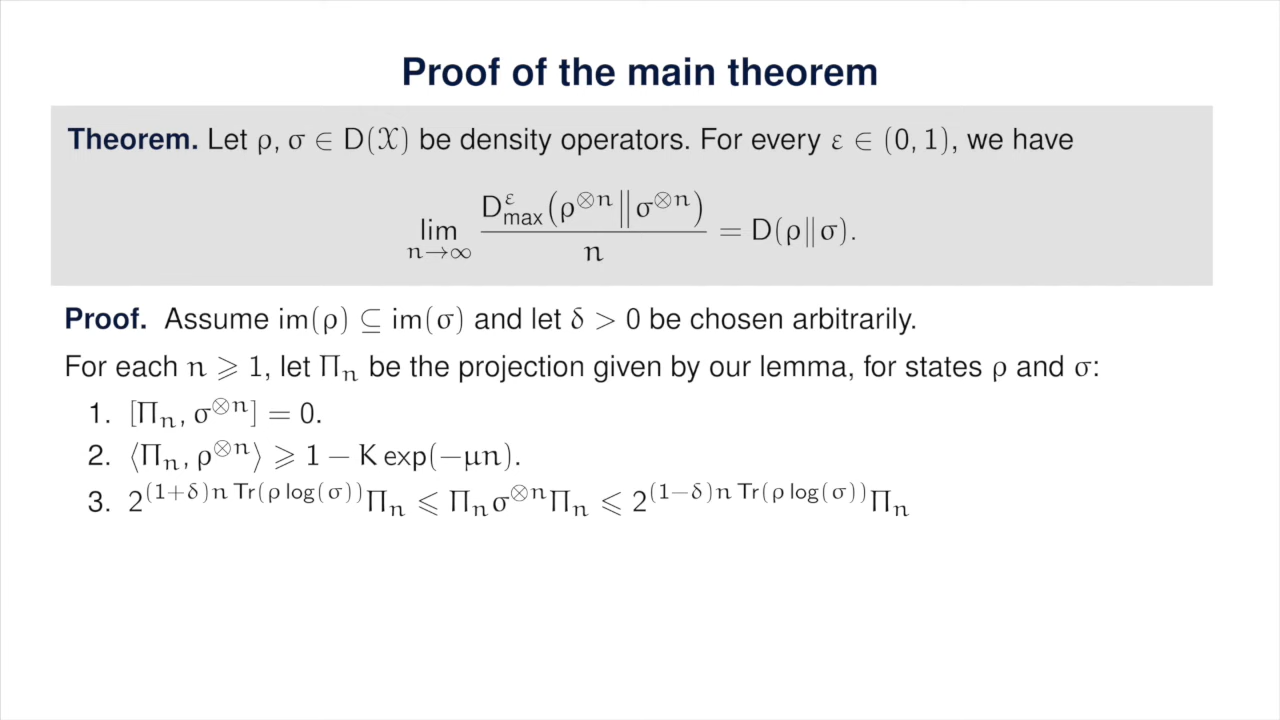 Proof of the main theorem
Theorem. Let ρ, σ ∈ D(𝒳) be density operators. For every ε ∈ (0, 1), we have
lim_{n→∞} D^ε_max(ρ^{⊗n} ‖ σ^{⊗n}) / n = D(ρ‖σ).
Proof. Assume im(ρ) ⊆ im(σ) and let δ > 0 be chosen arbitrarily.
For each n ⩾ 1, let Π_n be the projection given by our lemma, for states ρ and σ:
1. [Π_n, σ^{⊗n}] = 0.
2. ⟨Π_n, ρ^{⊗n}⟩ ⩾ 1 − K exp(−μn).
3. 2^{(1+δ)n Tr(ρ log(σ))}Π_n ⩽ Π_nσ^{⊗n}Π_n ⩽ 2^{(1−δ)n Tr(ρ log(σ))}Π_n